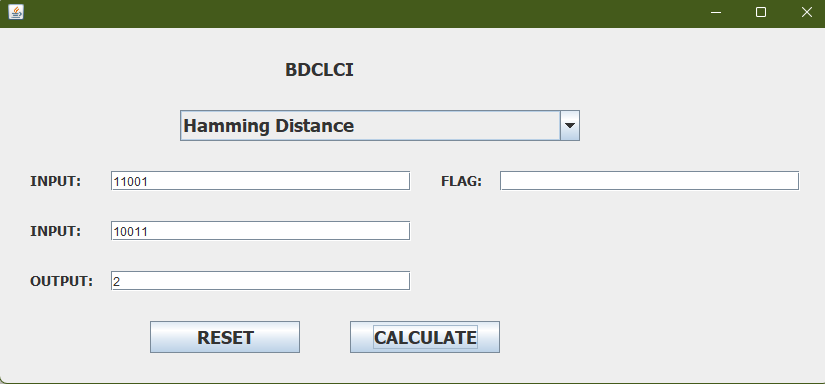 BDCLCI
Hamming Distance
INPUT: 11001 FLAG:
INPUT: 10011
OUTPUT: 2
RESET CALCULATE